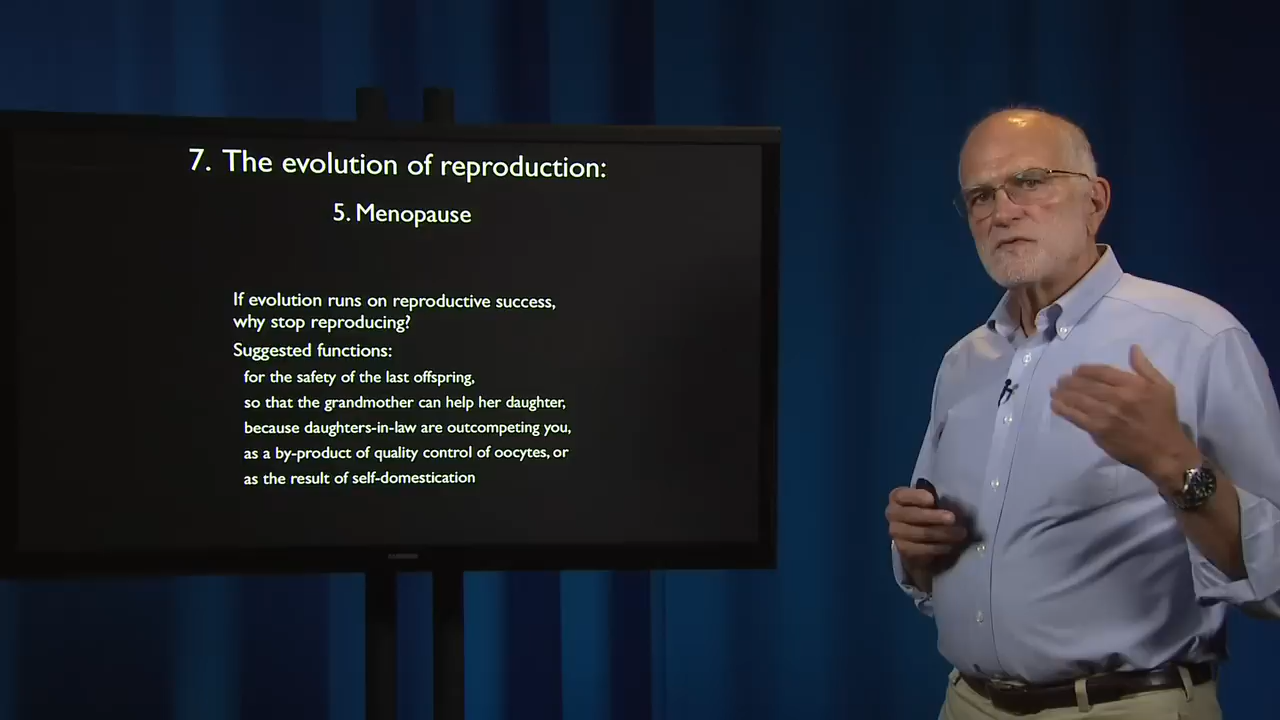 7. The evolution of reproduction:
5. Menopause
If evolution runs on reproductive success,
why stop reproducing?
Suggested functions:
for the safety of the last offspring,
so that the grandmother can help her daughter,
because daughters-in-law are outcompeting you,
as a by-product of quality control of oocytes, or
as the result of self-domestication